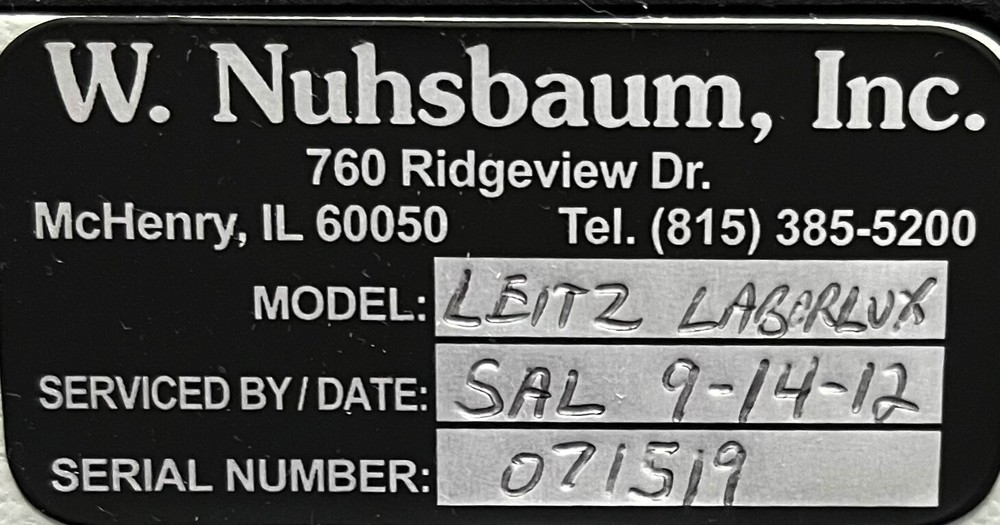 W. Nuhsbaum, Inc.
760 Ridgeview Dr.
McHenry, IL 60050 Tel. (815) 385-5200
MODEL: LEITZ LABORLUX
SERVICED BY / DATE: SAL 9-14-12
SERIAL NUMBER: 071519